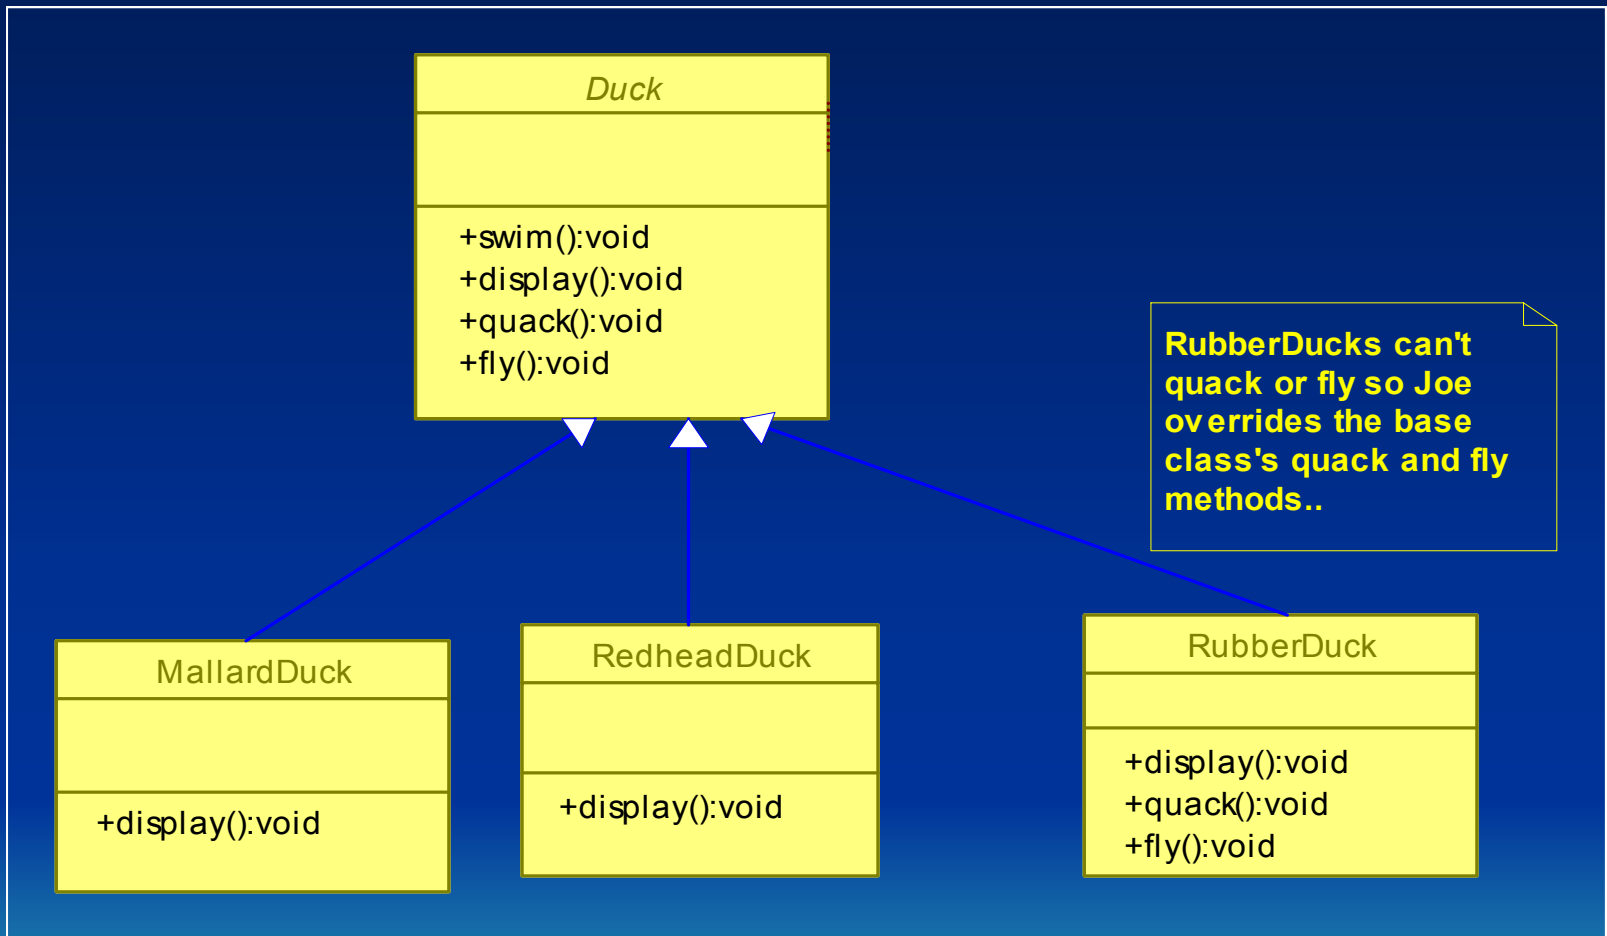 Duck
+swim():void
+display():void
+quack():void
+fly():void
RubberDucks can't
quack or fly so Joe
overrides the base
class's quack and fly
methods..
MallardDuck
+display():void
RedheadDuck
+display():void
RubberDuck
+display():void
+quack():void
+fly():void